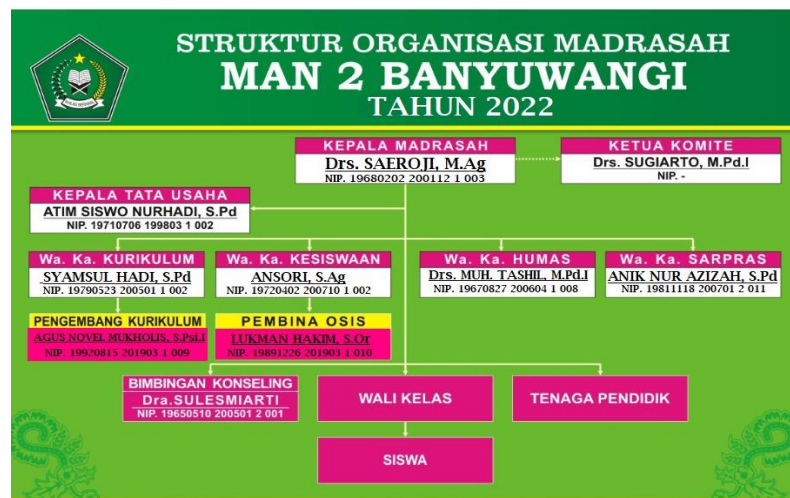 STRUKTUR ORGANISASI MADRASAH
MAN 2 BANYUWANGI
TAHUN 2022
KEPALA MADRASAH
Drs. SAEROJI, M.Ag
NIP. 19680202 200112 1 003
KETUA KOMITE
Drs. SUGIARTO, M.Pd.I
NIP. -
KEPALA TATA USAHA
ATIM SISWO NURHADI, S.Pd
NIP. 19710706 199803 1 002
Wa. Ka. KURIKULUM
SYAMSUL HADI, S.Pd
NIP. 19790523 200501 1 002
Wa. Ka. KESISWAAN
ANSORI, S.Ag
NIP. 19720402 200710 1 002
Wa. Ka. HUMAS
Drs. MUH. TASHIL, M.Pd.I
NIP. 19670827 200604 1 008
Wa. Ka. SARPRAS
ANIK NUR AZIZAH, S.Pd
NIP. 19811118 200701 2 011
PENGEMBANG KURIKULUM
AGUS NOVEL MUKHOLIS, S.Psi.I
NIP. 19920815 201903 1 009
PEMBINA OSIS
LUKMAN HAKIM, S.Or
NIP. 19891226 201903 1 010
BIMBINGAN KONSELING
Dra.SULESMIARTI
NIP. 19650510 200501 2 001
WALI KELAS
TENAGA PENDIDIK
SISWA